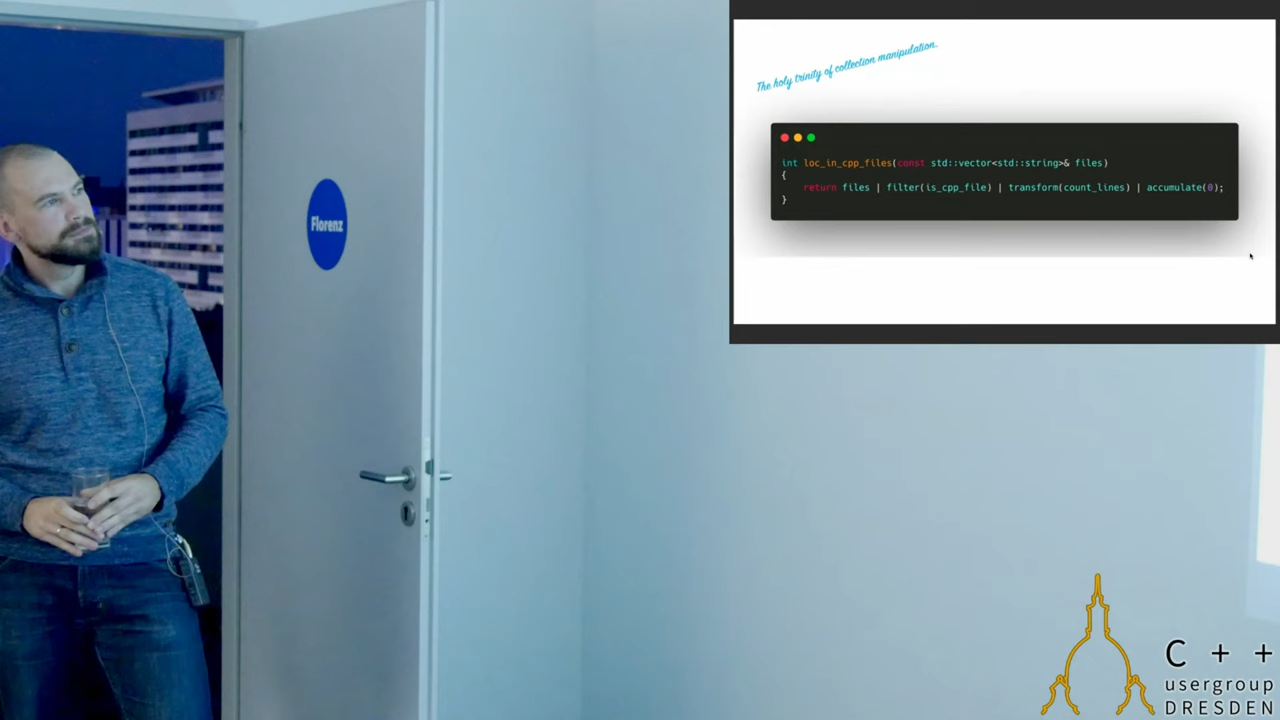 The holy trinity of collection manipulation.
int loc_in_cpp_files(const std::vector<std::string>& files)
{
    return files | filter(is_cpp_file) | transform(count_lines) | accumulate(0);
}
Florenz
C + +
usergroup
DRESDEN